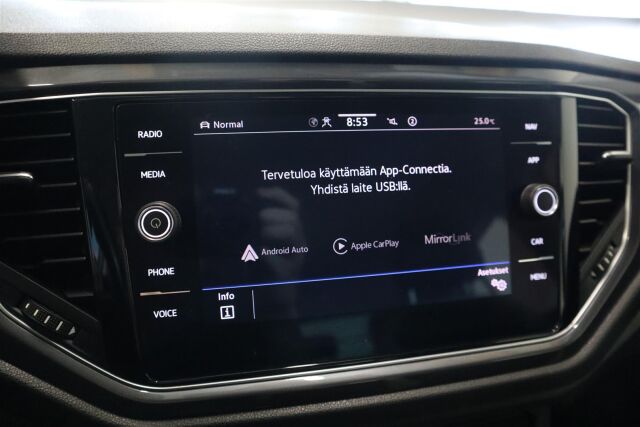 RADIO
MEDIA
PHONE
VOICE
Normal
8:53
2
25.0°C
Tervetuloa käyttämään App-Connectia.
Yhdistä laite USB:llä.
Android Auto
Apple CarPlay
MirrorLink
Info
Asetukset
NAV
APP
CAR
MENU